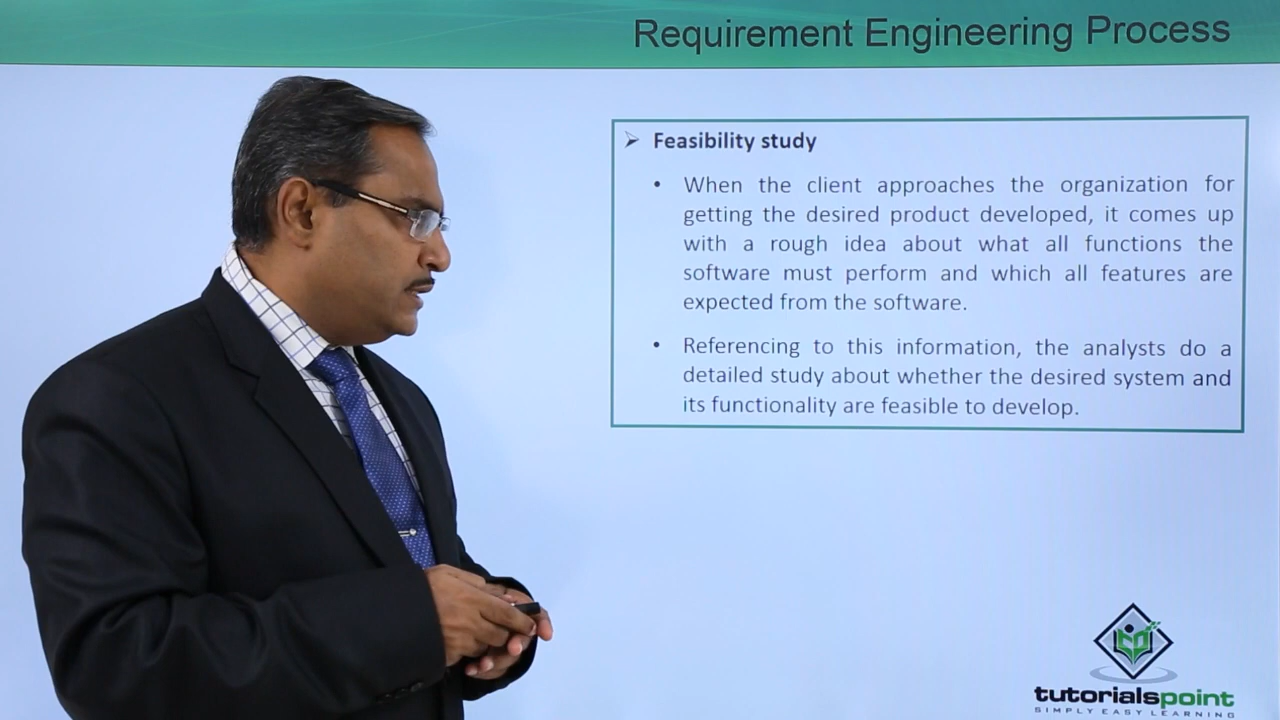 Requirement Engineering Process
➢ Feasibility study
• When the client approaches the organization for
getting the desired product developed, it comes up
with a rough idea about what all functions the
software must perform and which all features are
expected from the software.
• Referencing to this information, the analysts do a
detailed study about whether the desired system and
its functionality are feasible to develop.
tutorialspoint
SIMPLY EASY LEARNING